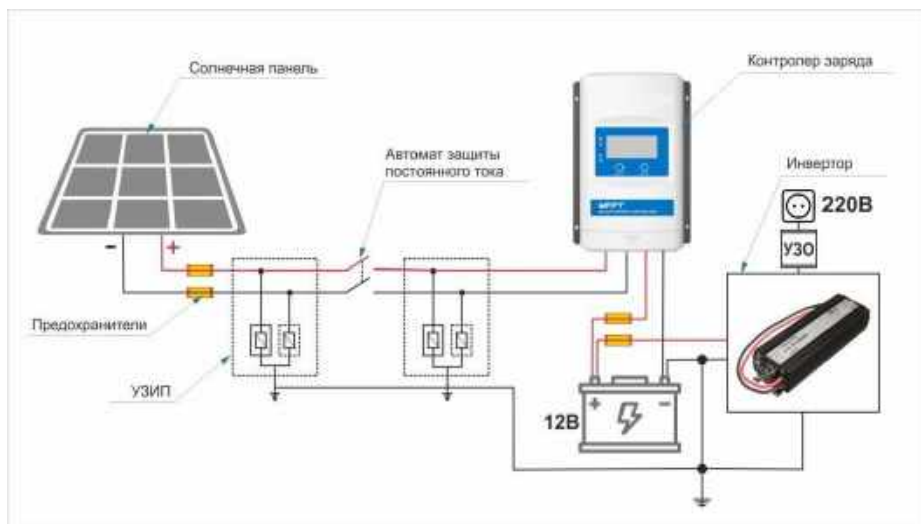 Солнечная панель
Контролер заряда
Автомат защиты
постоянного тока
Инвертор
220В
УЗО
MPPT
- +
Предохранители
УЗИП
12В
+ -